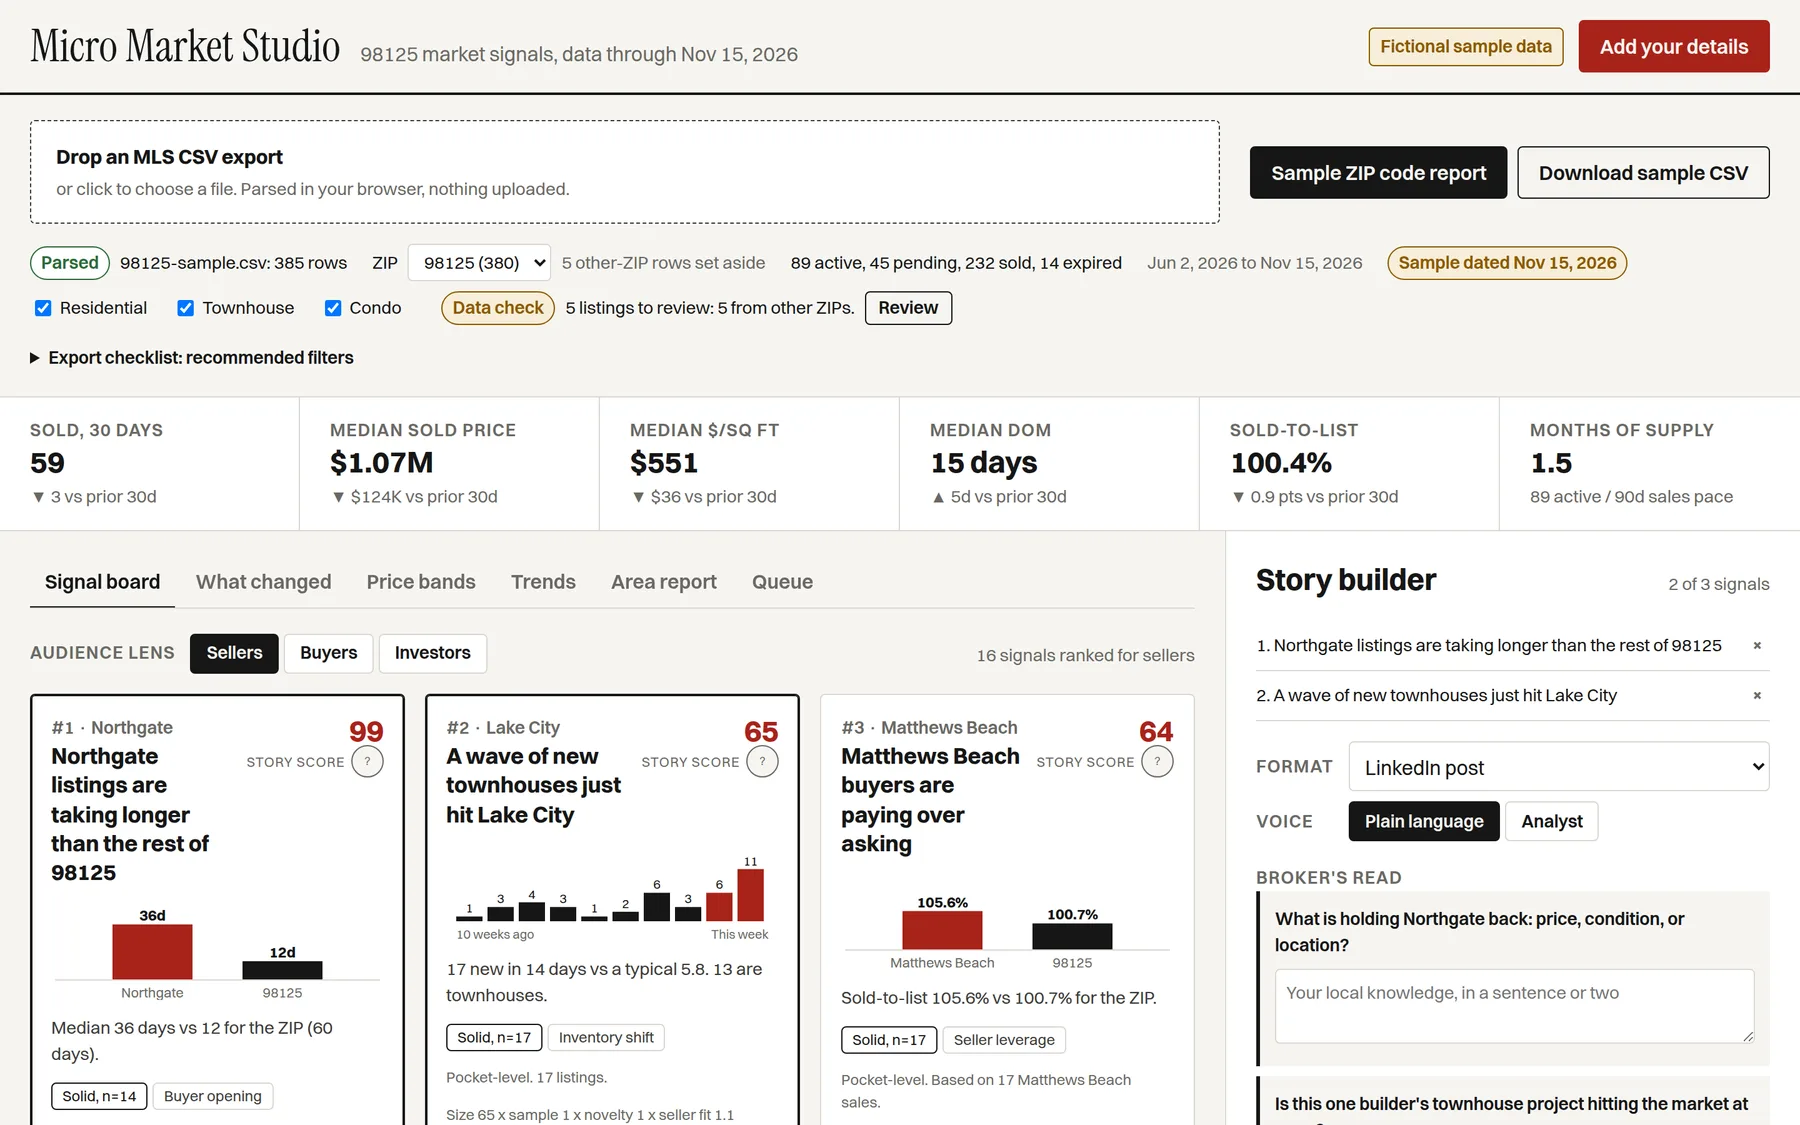 Micro Market Studio
98125 market signals, data through Nov 15, 2026
Fictional sample data
Add your details
Drop an MLS CSV export
or click to choose a file. Parsed in your browser, nothing uploaded.
Sample ZIP code report
Download sample CSV
Parsed
98125-sample.csv: 385 rows
ZIP
98125 (380)
5 other-ZIP rows set aside
89 active, 45 pending, 232 sold, 14 expired
Jun 2, 2026 to Nov 15, 2026
Sample dated Nov 15, 2026
Residential
Townhouse
Condo
Data check
5 listings to review: 5 from other ZIPs.
Review
Export checklist: recommended filters
SOLD, 30 DAYS
59
▼ 3 vs prior 30d
MEDIAN SOLD PRICE
$1.07M
▼ $124K vs prior 30d
MEDIAN $/SQ FT
$551
▼ $36 vs prior 30d
MEDIAN DOM
15 days
▲ 5d vs prior 30d
SOLD-TO-LIST
100.4%
▼ 0.9 pts vs prior 30d
MONTHS OF SUPPLY
1.5
89 active / 90d sales pace
Signal board
What changed
Price bands
Trends
Area report
Queue
AUDIENCE LENS
Sellers
Buyers
Investors
16 signals ranked for sellers
#1 · Northgate
99
STORY SCORE
?
Northgate
listings are
taking longer
than the rest of
98125
36d
12d
Northgate
98125
Median 36 days vs 12 for the ZIP (60
days).
Solid, n=14
Buyer opening
#2 · Lake City
65
STORY SCORE
?
A wave of new
townhouses just
hit Lake City
1
3
4
3
1
2
6
3
6
11
10 weeks ago
This week
17 new in 14 days vs a typical 5.8. 13 are
townhouses.
Solid, n=17
Inventory shift
Pocket-level. 17 listings.
Size 65 x sample 1 x novelty 1 x seller fit 1.1
#3 · Matthews Beach
64
STORY SCORE
?
Matthews Beach
buyers are
paying over
asking
105.6%
100.7%
Matthews Beach
98125
Sold-to-list 105.6% vs 100.7% for the ZIP.
Solid, n=17
Seller leverage
Pocket-level. Based on 17 Matthews Beach
sales.
Story builder
2 of 3 signals
1. Northgate listings are taking longer than the rest of 98125
×
2. A wave of new townhouses just hit Lake City
×
FORMAT
LinkedIn post
VOICE
Plain language
Analyst
BROKER'S READ
What is holding Northgate back: price, condition, or
location?
Your local knowledge, in a sentence or two
Is this one builder's townhouse project hitting the market at